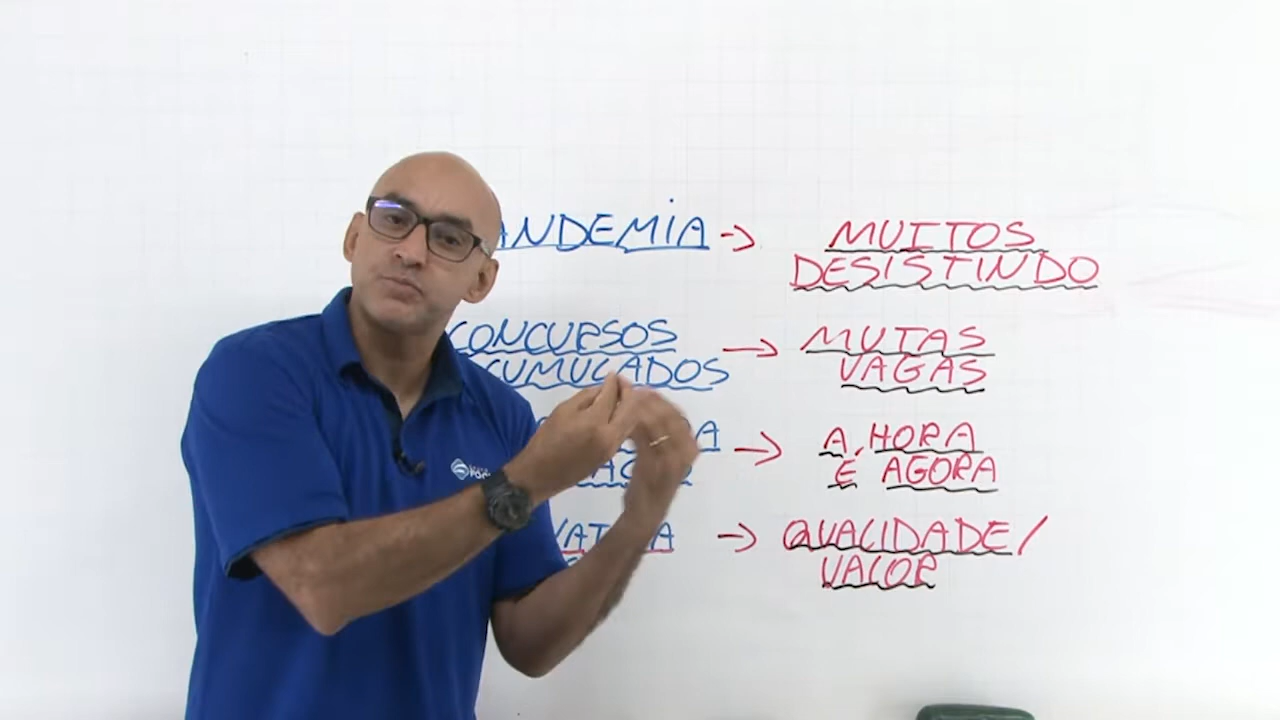 ANDEMIA → MUITOS
DESISTINDO
CONCURSOS
CUMULADOS → MUTAS
VAGAS
A, HORA
É AGORA
QUALIDADE/
VALOR